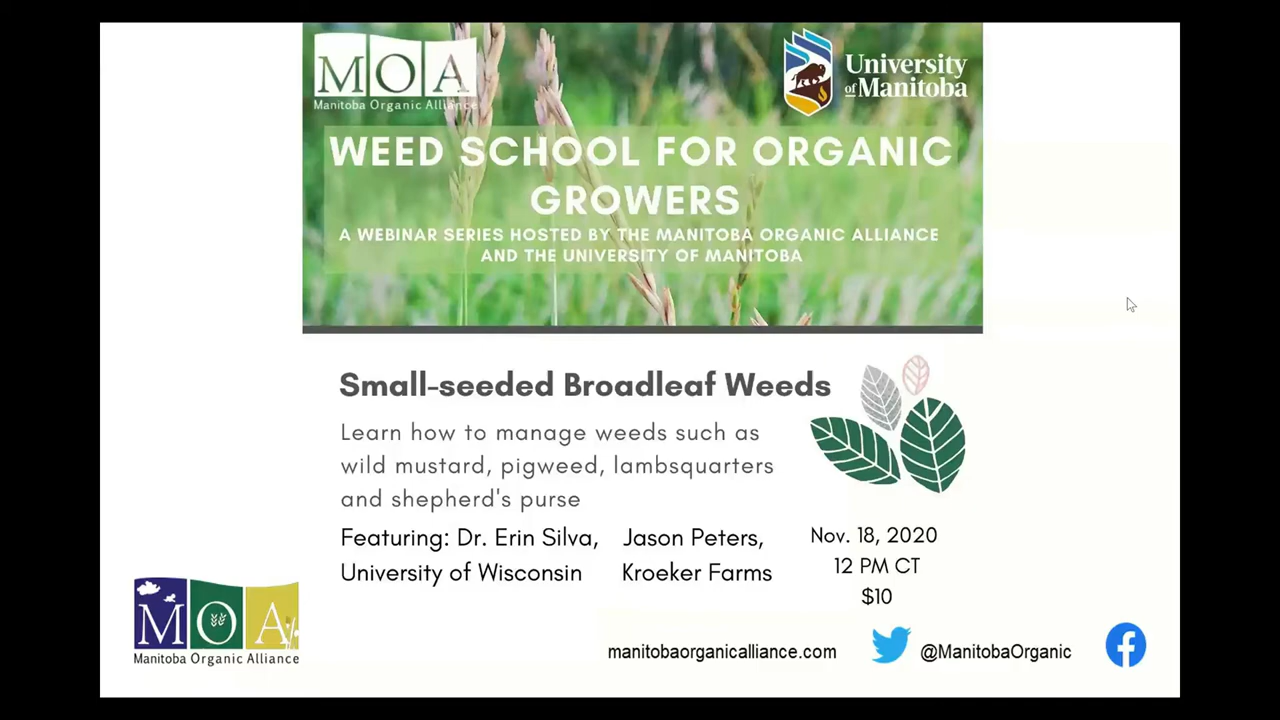 MOA
Manitoba Organic Alliance
University
of Manitoba
WEED SCHOOL FOR ORGANIC
GROWERS
A WEBINAR SERIES HOSTED BY THE MANITOBA ORGANIC ALLIANCE
AND THE UNIVERSITY OF MANITOBA
Small-seeded Broadleaf Weeds
Learn how to manage weeds such as
wild mustard, pigweed, lambsquarters
and shepherd's purse
Featuring: Dr. Erin Silva,
University of Wisconsin
Jason Peters,
Kroeker Farms
Nov. 18, 2020
12 PM CT
$10
MOA
Manitoba Organic Alliance
manitobaorganicalliance.com
@ManitobaOrganic